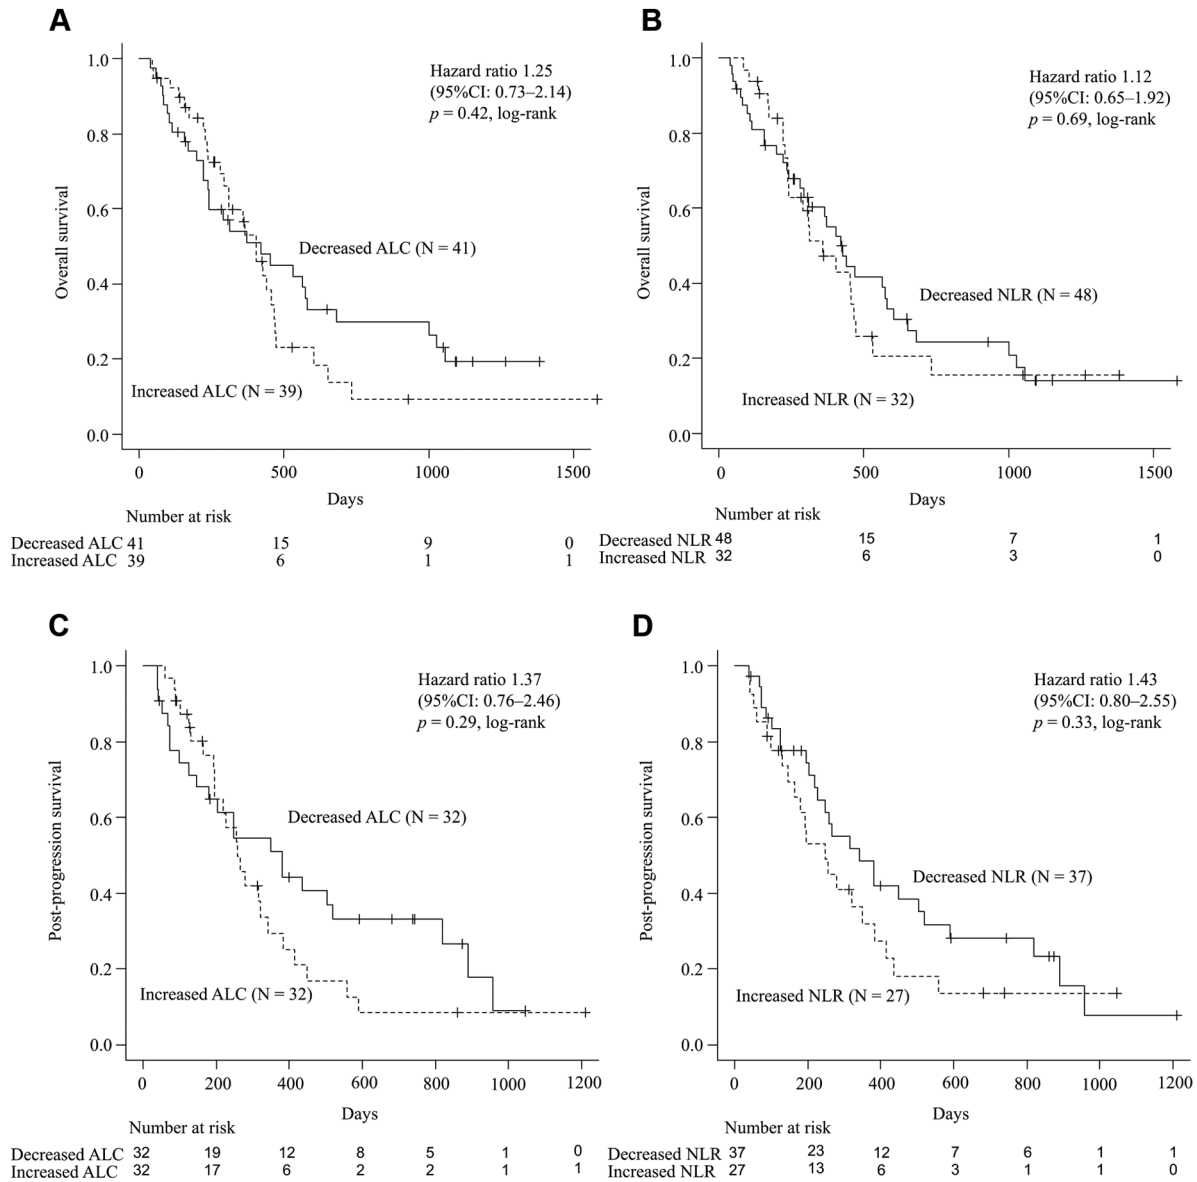 A
Hazard ratio 1.25
(95%CI: 0.73–2.14)
p = 0.42, log-rank
Overall survival
1.0
0.8
0.6
0.4
0.2
0.0
Decreased ALC (N = 41)
Increased ALC (N = 39)
0 500 1000 1500
Days
Number at risk
Decreased ALC 41 15 9 0
Increased ALC 39 6 1 1
B
Hazard ratio 1.12
(95%CI: 0.65–1.92)
p = 0.69, log-rank
Overall survival
1.0
0.8
0.6
0.4
0.2
0.0
Decreased NLR (N = 48)
Increased NLR (N = 32)
0 500 1000 1500
Days
Number at risk
Decreased NLR 48 15 7 1
Increased NLR 32 6 3 0
C
Hazard ratio 1.37
(95%CI: 0.76–2.46)
p = 0.29, log-rank
Post-progression survival
1.0
0.8
0.6
0.4
0.2
0.0
Decreased ALC (N = 32)
Increased ALC (N = 32)
0 200 400 600 800 1000 1200
Days
Number at risk
Decreased ALC 32 19 12 8 5 1 0
Increased ALC 32 17 6 2 2 1 1
D
Hazard ratio 1.43
(95%CI: 0.80–2.55)
p = 0.33, log-rank
Post-progression survival
1.0
0.8
0.6
0.4
0.2
0.0
Decreased NLR (N = 37)
Increased NLR (N = 27)
0 200 400 600 800 1000 1200
Days
Number at risk
Decreased NLR 37 23 12 7 6 1 1
Increased NLR 27 13 6 3 1 1 0